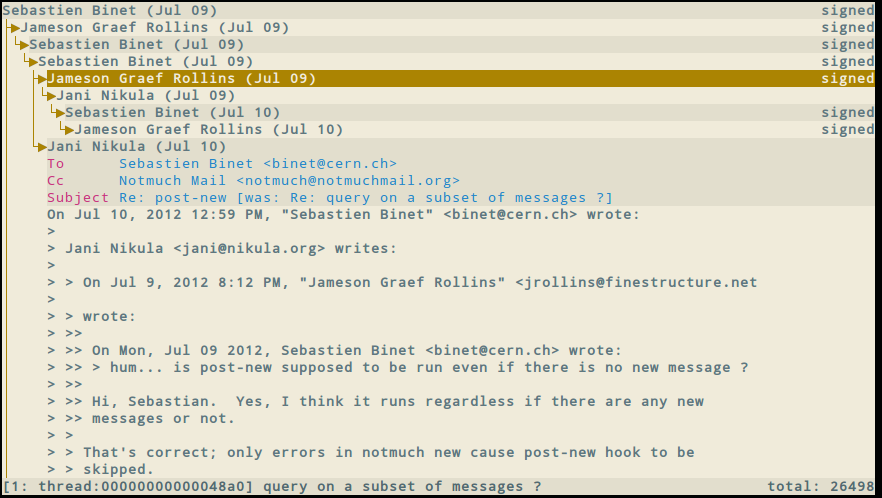 Sebastien Binet (Jul 09) signed
Jameson Graef Rollins (Jul 09) signed
Sebastien Binet (Jul 09) signed
Sebastien Binet (Jul 09) signed
Jameson Graef Rollins (Jul 09) signed
Jani Nikula (Jul 09)
Sebastien Binet (Jul 10) signed
Jameson Graef Rollins (Jul 10) signed
Jani Nikula (Jul 10)
To Sebastien Binet <binet@cern.ch>
Cc Notmuch Mail <notmuch@notmuchmail.org>
Subject Re: post-new [was: Re: query on a subset of messages ?]
On Jul 10, 2012 12:59 PM, "Sebastien Binet" <binet@cern.ch> wrote:
>
> Jani Nikula <jani@nikula.org> writes:
>
> > On Jul 9, 2012 8:12 PM, "Jameson Graef Rollins" <jrollins@finestructure.net
>
> > wrote:
> >>
> >> On Mon, Jul 09 2012, Sebastien Binet <binet@cern.ch> wrote:
> >> > hum... is post-new supposed to be run even if there is no new message ?
> >>
> >> Hi, Sebastian.  Yes, I think it runs regardless if there are any new
> >> messages or not.
> >
> > That's correct; only errors in notmuch new cause post-new hook to be
> > skipped.
[1: thread:00000000000048a0] query on a subset of messages ? total: 26498